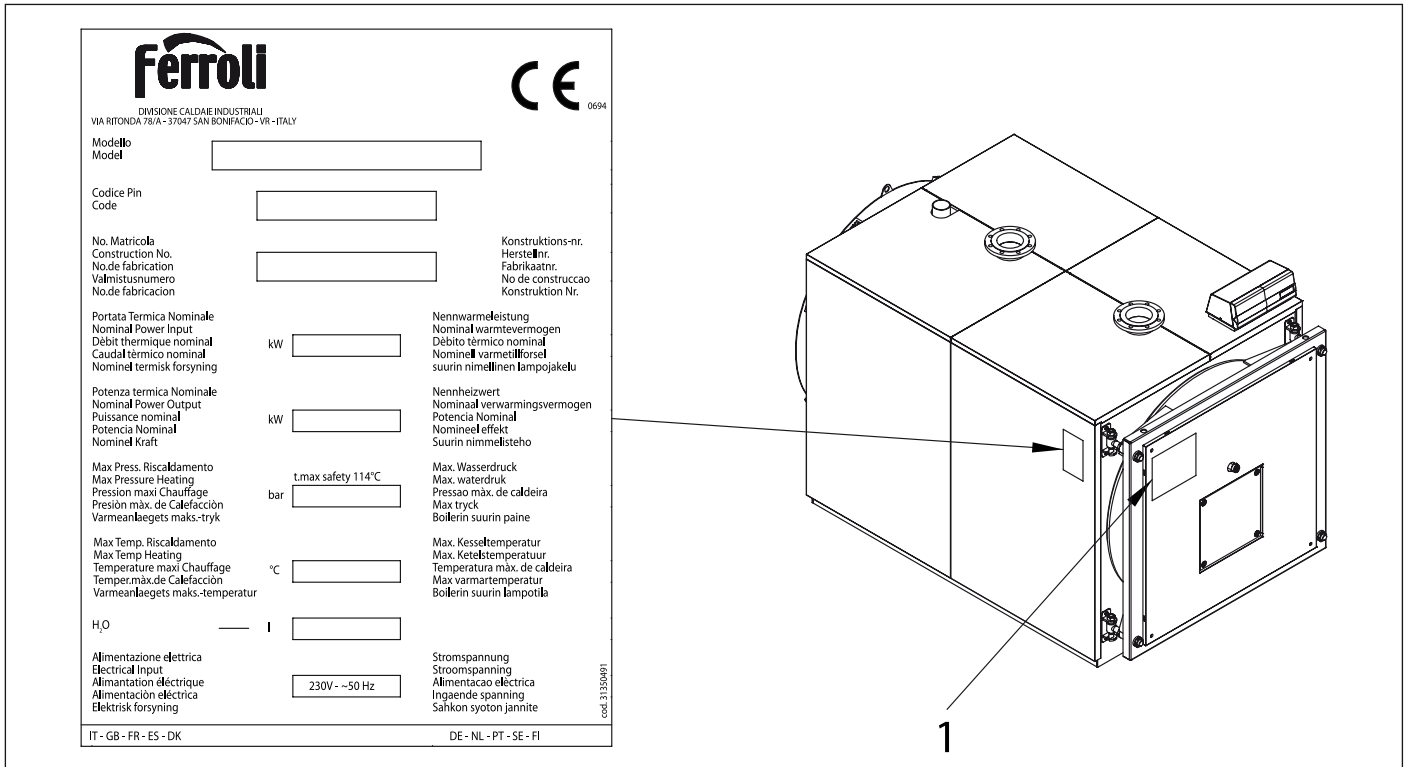 Ferroli
CE
0694
DIVISIONE CALDAIE INDUSTRIALI
VIA RITONDA 78/A - 37047 SAN BONIFACIO - VR - ITALY
Modello
Model
Codice Pin
Code
No. Matricola
Construction No.
No.de fabrication
Valmistusnumero
No.de fabricacion
Konstruktions-nr.
Herstellnr.
Fabrikaatnr.
No de construccao
Konstruktion Nr.
Portata Termica Nominale
Nominal Power Input
Dèbit thermique nominal
Caudal tèrmico nominal
Nominel termisk forsyning
kW
Nennwarmeleistung
Nominal warmtevermogen
Dèbito tèrmico nominal
Nominell varmetillforsel
suurin nimellinen lampojakelu
Potenza termica Nominale
Nominal Power Output
Puissance nominal
Potencia Nominal
Nominel Kraft
kW
Nennheizwert
Nominaal verwarmingsvermogen
Potencia Nominal
Nomineel effekt
Suurin nimmelisteho
Max Press. Riscaldamento
Max Pressure Heating
Pression maxi Chauffage
Presiòn màx. de Calefacciòn
Varmeanlaegets maks.-tryk
t.max safety 114°C
bar
Max. Wasserdruck
Max. waterdruk
Pressao màx. de caldeira
Max tryck
Boilerin suurin paine
Max Temp. Riscaldamento
Max Temp Heating
Temperature maxi Chauffage
Temper.màx.de Calefacciòn
Varmeanlaegets maks.-temperatur
°C
Max. Kesseltemperatur
Max. Ketelstemperatuur
Temperatura màx. de caldeira
Max varmartemperatur
Boilerin suurin lampotila
H2O
l
Alimentazione elettrica
Electrical Input
Alimantation éléctrique
Alimentaciòn eléctrìca
Elektrisk forsyning
230V - ~50 Hz
Stromspannung
Stroomspanning
Alimentacao elèctrica
Ingaende spanning
Sahkon syoton jannite
cod. 31350491
IT - GB - FR - ES - DK
DE - NL - PT - SE - FI
1